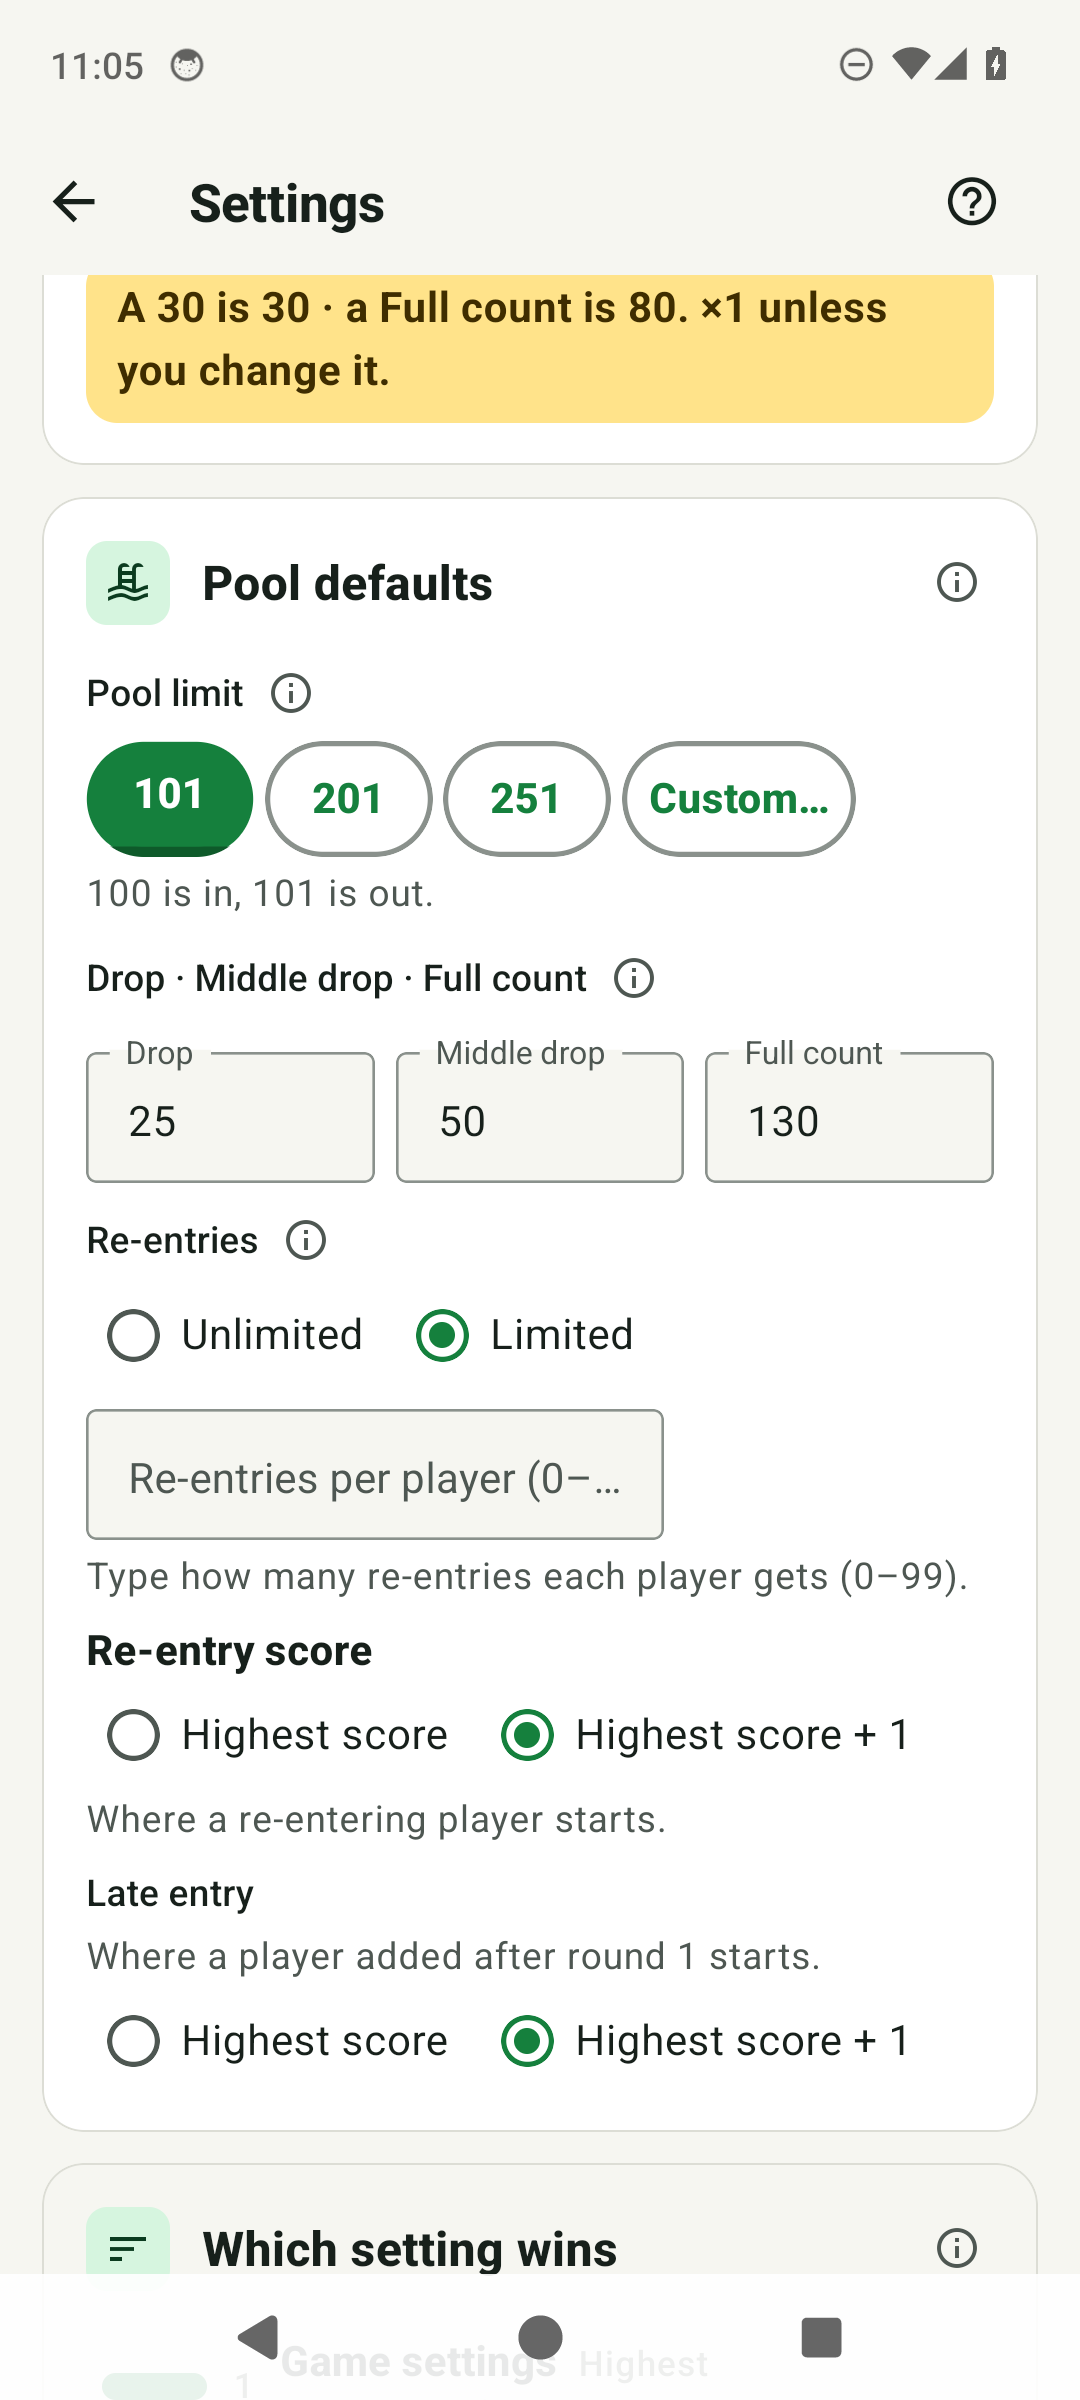 11:05
Settings
A 30 is 30 · a Full count is 80. ×1 unless
you change it.
Pool defaults
Pool limit
101 201 251 Custom...
100 is in, 101 is out.
Drop · Middle drop · Full count
Drop Middle drop Full count
25 50 130
Re-entries
Unlimited Limited
Re-entries per player (0–...
Type how many re-entries each player gets (0–99).
Re-entry score
Highest score Highest score + 1
Where a re-entering player starts.
Late entry
Where a player added after round 1 starts.
Highest score Highest score + 1
Which setting wins
1 Game settings Highest